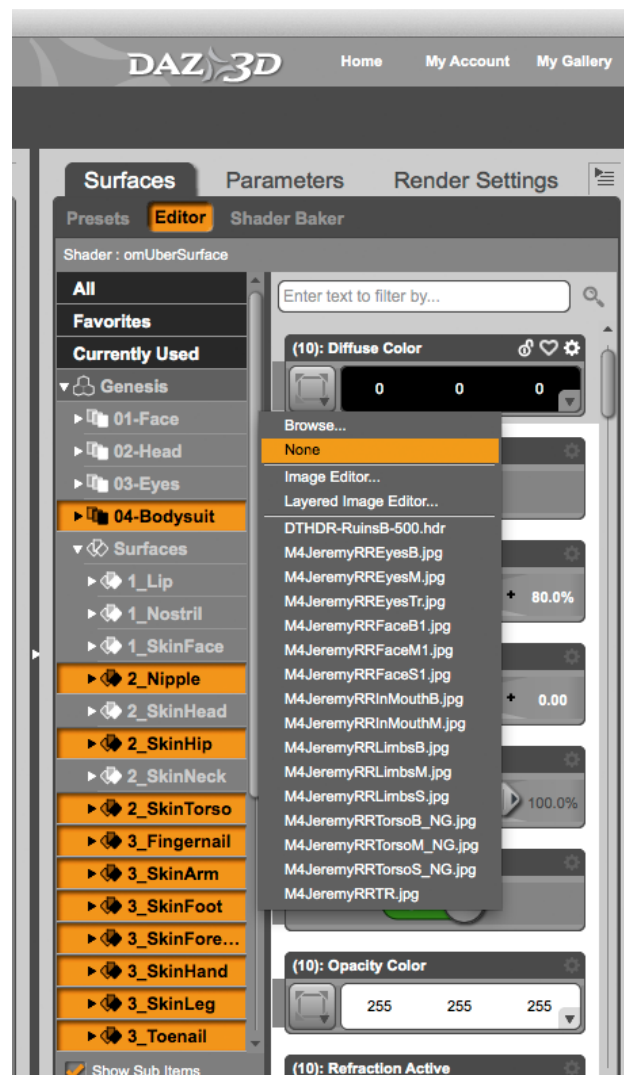 DAZ 3D
Home My Account My Gallery
Surfaces Parameters Render Settings
Presets Editor Shader Baker
Shader : omUberSurface
All
Favorites
Currently Used
Genesis
01-Face
02-Head
03-Eyes
04-Bodysuit
Surfaces
1_Lip
1_Nostril
1_SkinFace
2_Nipple
2_SkinHead
2_SkinHip
2_SkinNeck
2_SkinTorso
3_Fingernail
3_SkinArm
3_SkinFoot
3_SkinFore...
3_SkinHand
3_SkinLeg
3_Toenail
Show Sub Items
Enter text to filter by...
(10): Diffuse Color
0 0 0
Browse...
None
Image Editor...
Layered Image Editor...
DTHDR-RuinsB-500.hdr
M4JeremyRREyesB.jpg
M4JeremyRREyesM.jpg
M4JeremyRREyesTr.jpg
M4JeremyRRFaceB1.jpg
M4JeremyRRFaceM1.jpg
M4JeremyRRFaceS1.jpg
M4JeremyRRInMouthB.jpg
M4JeremyRRInMouthM.jpg
M4JeremyRRLimbsB.jpg
M4JeremyRRLimbsM.jpg
M4JeremyRRLimbsS.jpg
M4JeremyRRTorsoB_NG.jpg
M4JeremyRRTorsoM_NG.jpg
M4JeremyRRTorsoS_NG.jpg
M4JeremyRRTR.jpg
+ 80.0%
+ 0.00
100.0%
(10): Opacity Color
255 255 255
(10): Refraction Active